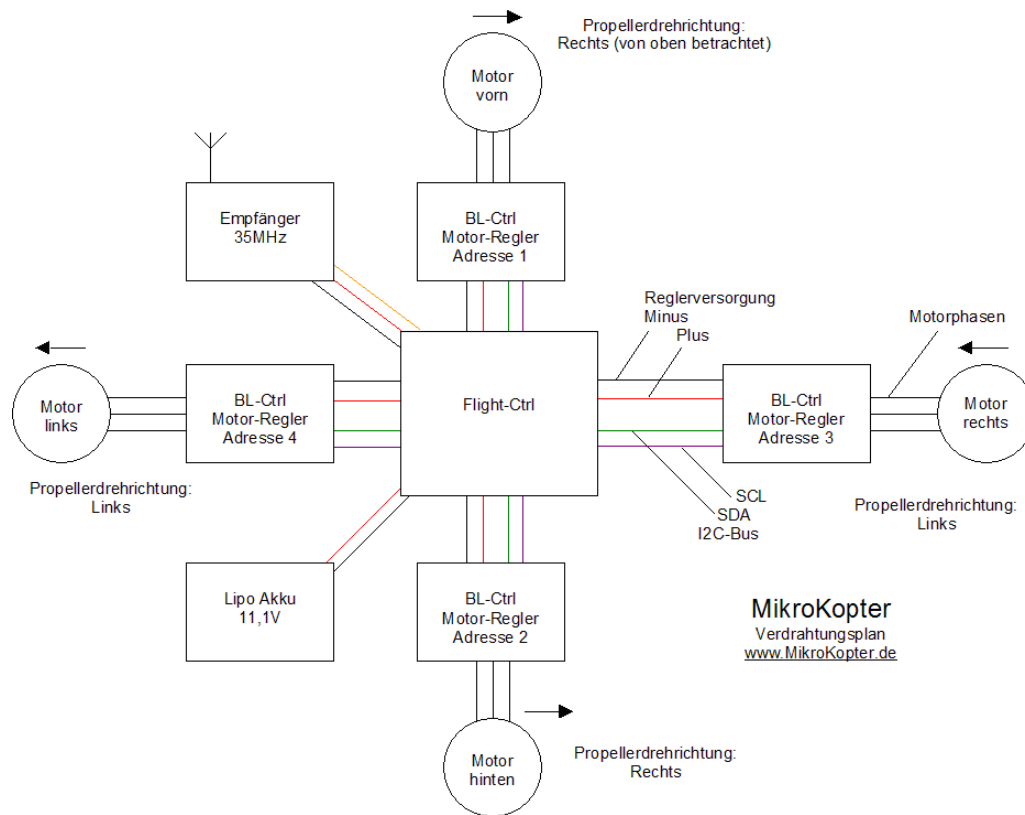 Propellerdrehrichtung:
Rechts (von oben betrachtet)
Motor
vorn
Empfänger
35MHz
BL-Ctrl
Motor-Regler
Adresse 1
Reglerversorgung
Minus
Plus
Motorphasen
Motor
links
BL-Ctrl
Motor-Regler
Adresse 4
Flight-Ctrl
BL-Ctrl
Motor-Regler
Adresse 3
Motor
rechts
Propellerdrehrichtung:
Links
SCL
SDA
I2C-Bus
Propellerdrehrichtung:
Links
Lipo Akku
11,1V
BL-Ctrl
Motor-Regler
Adresse 2
MikroKopter
Verdrahtungsplan
www.MikroKopter.de
Motor
hinten
Propellerdrehrichtung:
Rechts